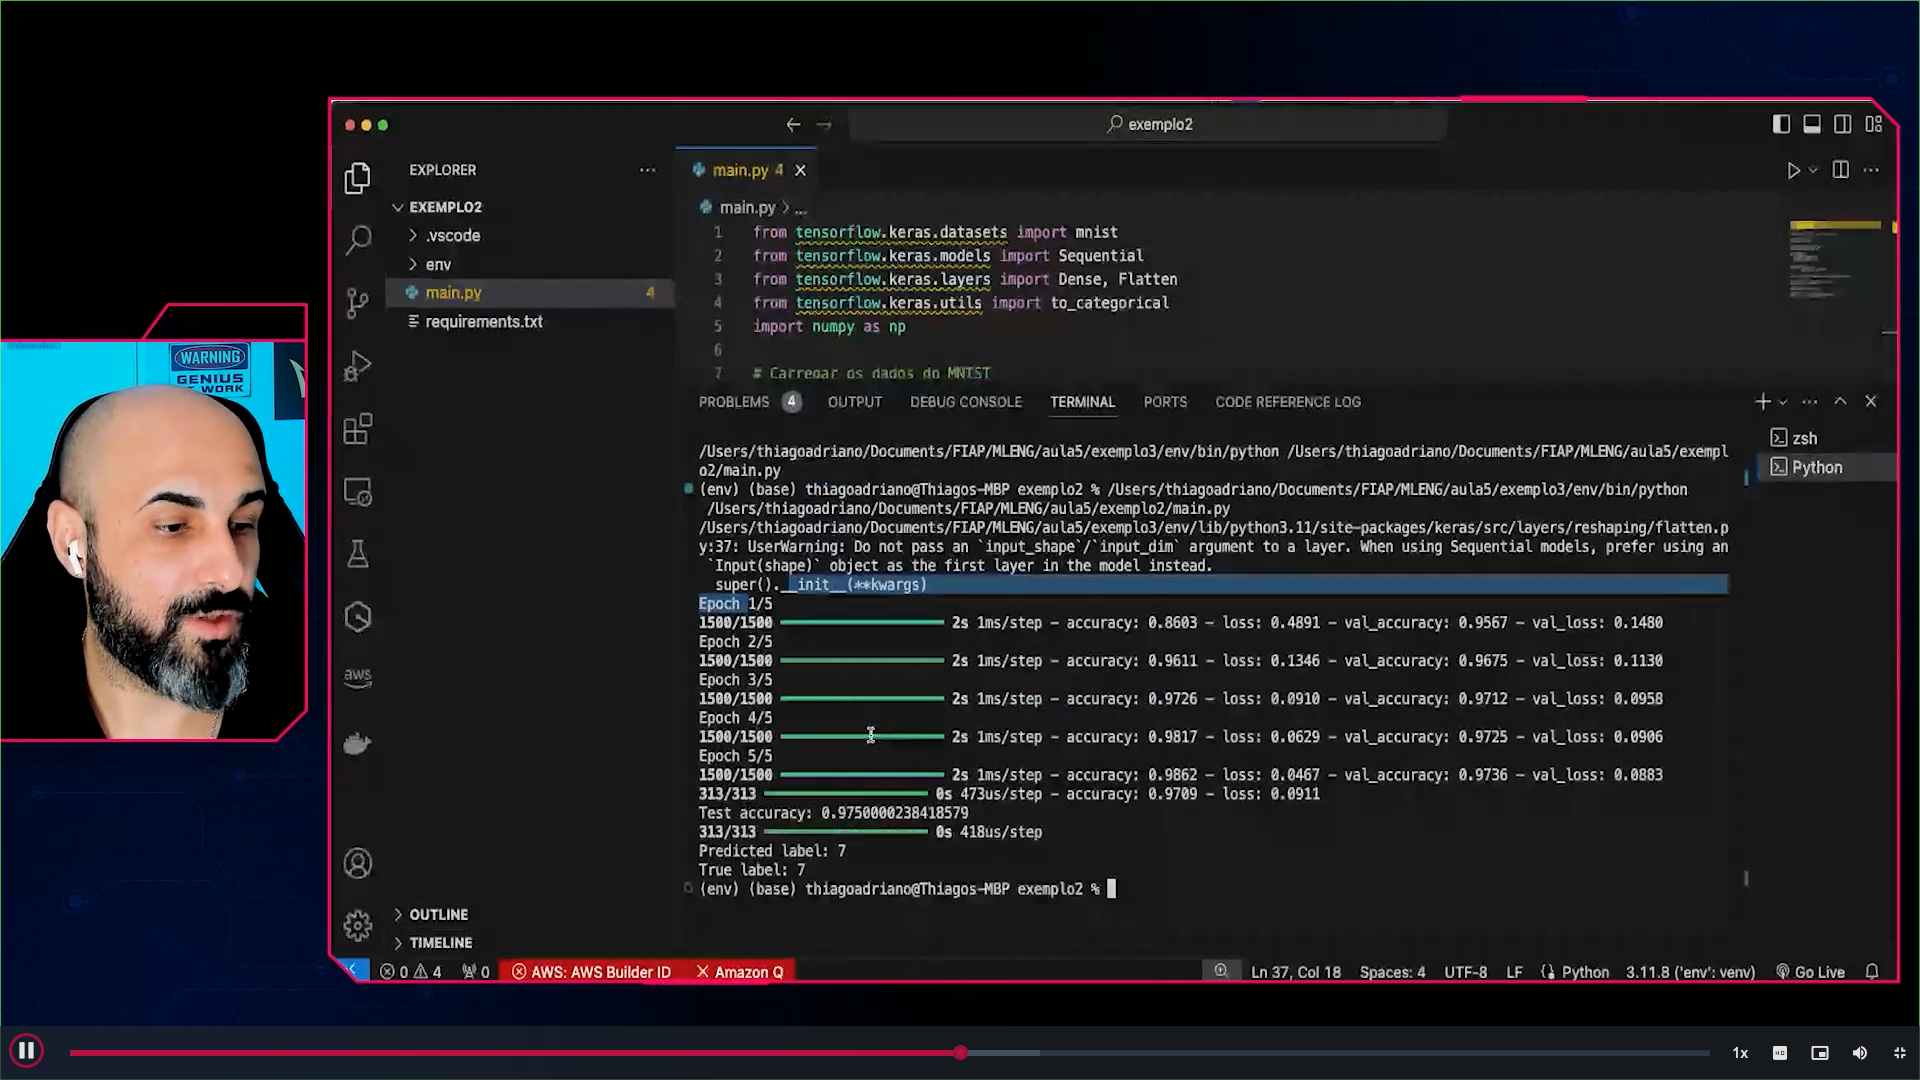 WARNING
GENIUS
WORK
exemplo2
EXPLORER
EXEMPLO2
.vscode
env
main.py 4
requirements.txt
OUTLINE
TIMELINE
main.py 4
main.py > ...
1 from tensorflow.keras.datasets import mnist
2 from tensorflow.keras.models import Sequential
3 from tensorflow.keras.layers import Dense, Flatten
4 from tensorflow.keras.utils import to_categorical
5 import numpy as np
6
7 # Carregar os dados do MNIST
PROBLEMS 4 OUTPUT DEBUG CONSOLE TERMINAL PORTS CODE REFERENCE LOG
zsh
Python
/Users/thiagoadriano/Documents/FIAP/MLENG/aula5/exemplo3/env/bin/python /Users/thiagoadriano/Documents/FIAP/MLENG/aula5/exempl
o2/main.py
(env) (base) thiagoadriano@Thiagos-MBP exemplo2 % /Users/thiagoadriano/Documents/FIAP/MLENG/aula5/exemplo3/env/bin/python
/Users/thiagoadriano/Documents/FIAP/MLENG/aula5/exemplo2/main.py
/Users/thiagoadriano/Documents/FIAP/MLENG/aula5/exemplo3/env/lib/python3.11/site-packages/keras/src/layers/reshaping/flatten.p
y:37: UserWarning: Do not pass an `input_shape`/`input_dim` argument to a layer. When using Sequential models, prefer using an
`Input(shape)` object as the first layer in the model instead.
super().__init__(**kwargs)
Epoch 1/5
1500/1500 2s 1ms/step - accuracy: 0.8603 - loss: 0.4891 - val_accuracy: 0.9567 - val_loss: 0.1480
Epoch 2/5
1500/1500 2s 1ms/step - accuracy: 0.9611 - loss: 0.1346 - val_accuracy: 0.9675 - val_loss: 0.1130
Epoch 3/5
1500/1500 2s 1ms/step - accuracy: 0.9726 - loss: 0.0910 - val_accuracy: 0.9712 - val_loss: 0.0958
Epoch 4/5
1500/1500 2s 1ms/step - accuracy: 0.9817 - loss: 0.0629 - val_accuracy: 0.9725 - val_loss: 0.0906
Epoch 5/5
1500/1500 2s 1ms/step - accuracy: 0.9862 - loss: 0.0467 - val_accuracy: 0.9736 - val_loss: 0.0883
313/313 0s 473us/step - accuracy: 0.9709 - loss: 0.0911
Test accuracy: 0.9750000238418579
313/313 0s 418us/step
Predicted label: 7
True label: 7
(env) (base) thiagoadriano@Thiagos-MBP exemplo2 %
aws
0 4 0 AWS: AWS Builder ID Amazon Q Ln 37, Col 18 Spaces: 4 UTF-8 LF Python 3.11.8 ('env': venv) Go Live
1x